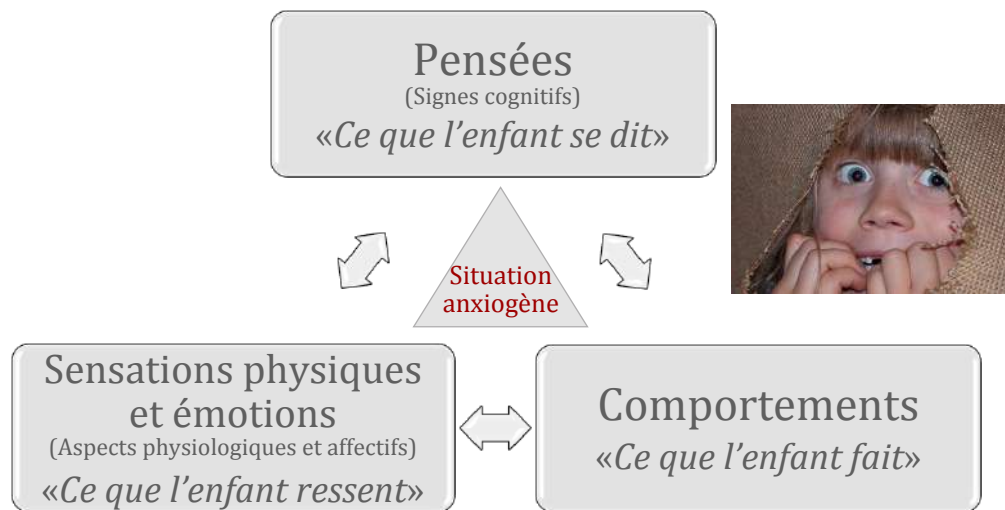 Pensées
(Signes cognitifs)
«Ce que l’enfant se dit»
Situation
anxiogène
Sensations physiques
et émotions
(Aspects physiologiques et affectifs)
«Ce que l’enfant ressent»
Comportements
«Ce que l’enfant fait»